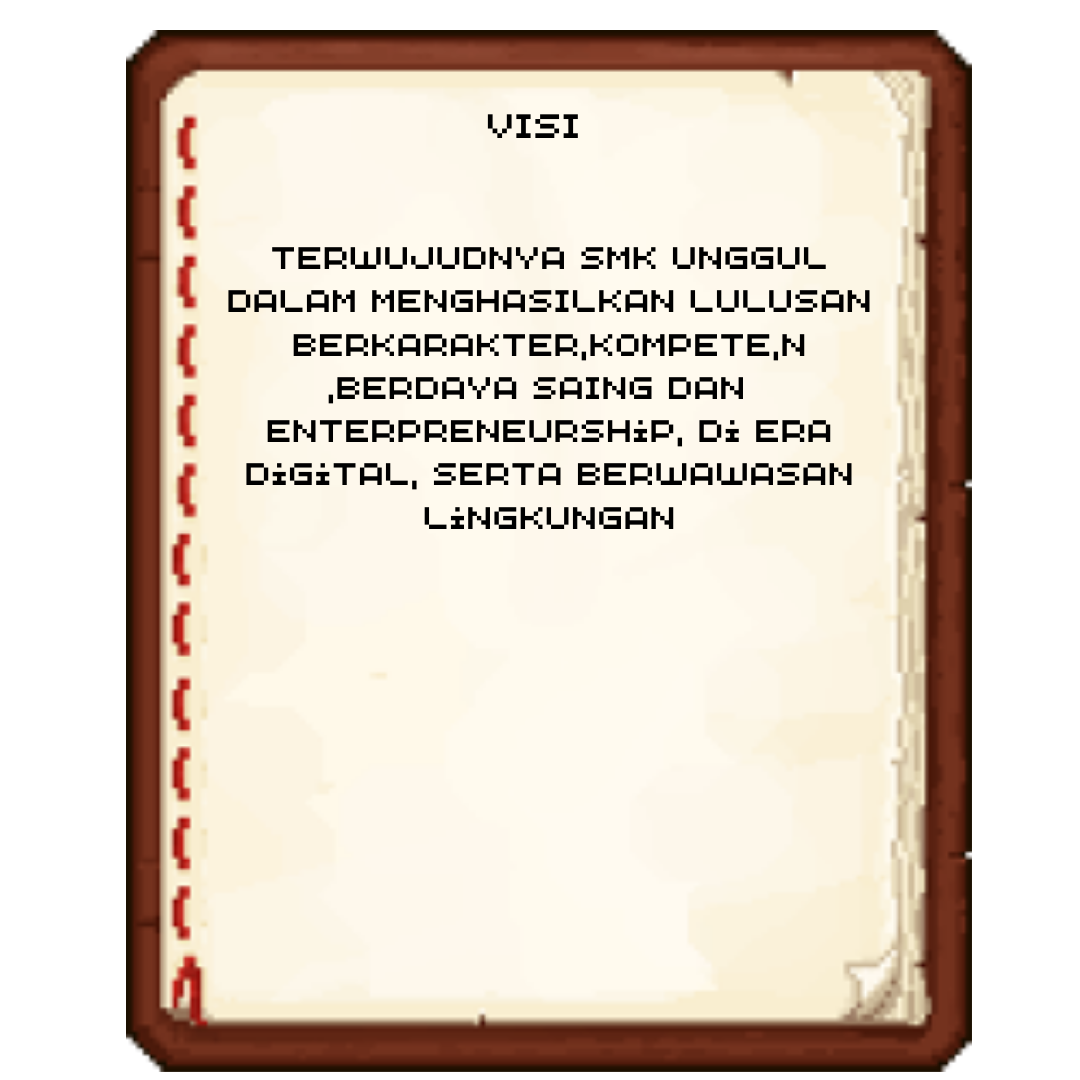 VISI
TERWUJUDNYA SMK UNGGUL
DALAM MENGHASILKAN LULUSAN
BERKARAKTER,KOMPETE,N
,BERDAYA SAING DAN
ENTERPRENEURSHiP, Di ERA
DiGiTAL, SERTA BERWAWASAN
LiNGKUNGAN